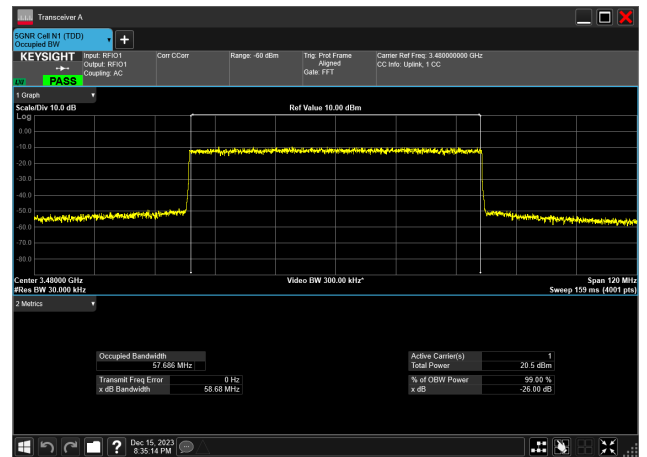 Transceiver A
5GNR Cell N1 (TDD)
Occupied BW
KEYSIGHT
LW PASS
Input: RFIO1
Output: RFIO1
Coupling: AC
Corr CCorr
Range: -60 dBm
Trig: Prot Frame
Aligned
Gate: FFT
Carrier Ref Freq: 3.480000000 GHz
CC Info: Uplink, 1 CC
1 Graph
Scale/Div 10.0 dB
Ref Value 10.00 dBm
Log
0.00
-10.0
-20.0
-30.0
-40.0
-50.0
-60.0
-70.0
-80.0
Center 3.48000 GHz
Video BW 300.00 kHz*
Span 120 MHz
#Res BW 30.000 kHz
Sweep 159 ms (4001 pts)
2 Metrics
Occupied Bandwidth
57.686 MHz
Active Carrier(s) 1
Total Power 20.5 dBm
Transmit Freq Error 0 Hz
x dB Bandwidth 58.68 MHz
% of OBW Power 99.00 %
x dB -26.00 dB
Dec 15, 2023
8:35:14 PM